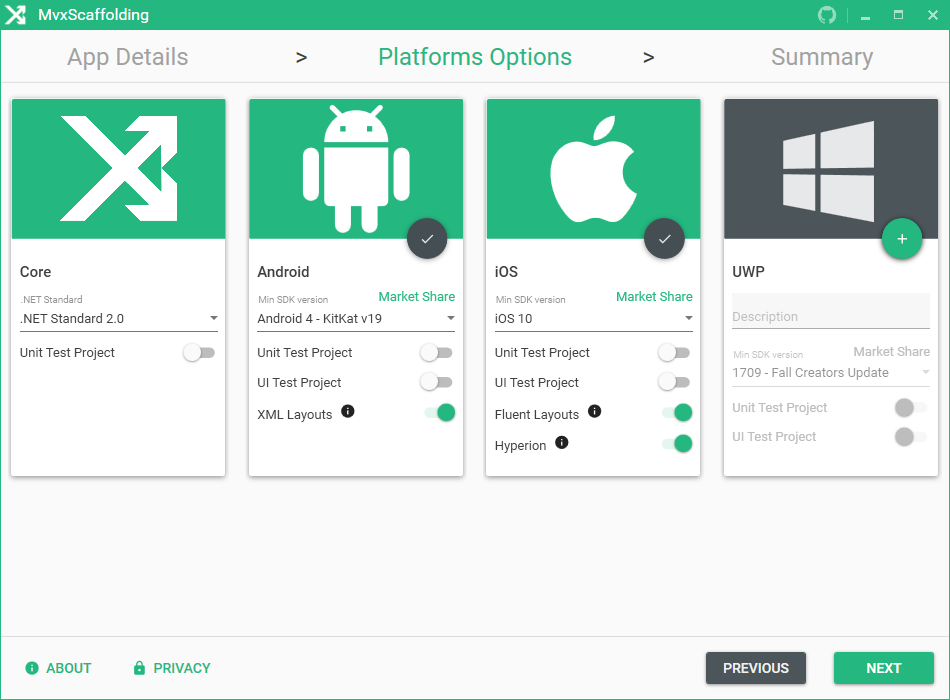 MvxScaffolding
App Details > Platforms Options > Summary
Core
.NET Standard
.NET Standard 2.0
Unit Test Project
Android
Min SDK version Market Share
Android 4 - KitKat v19
Unit Test Project
UI Test Project
XML Layouts
iOS
Min SDK version Market Share
iOS 10
Unit Test Project
UI Test Project
Fluent Layouts
Hyperion
UWP
Description
Min SDK version Market Share
1709 - Fall Creators Update
Unit Test Project
UI Test Project
ABOUT PRIVACY PREVIOUS NEXT